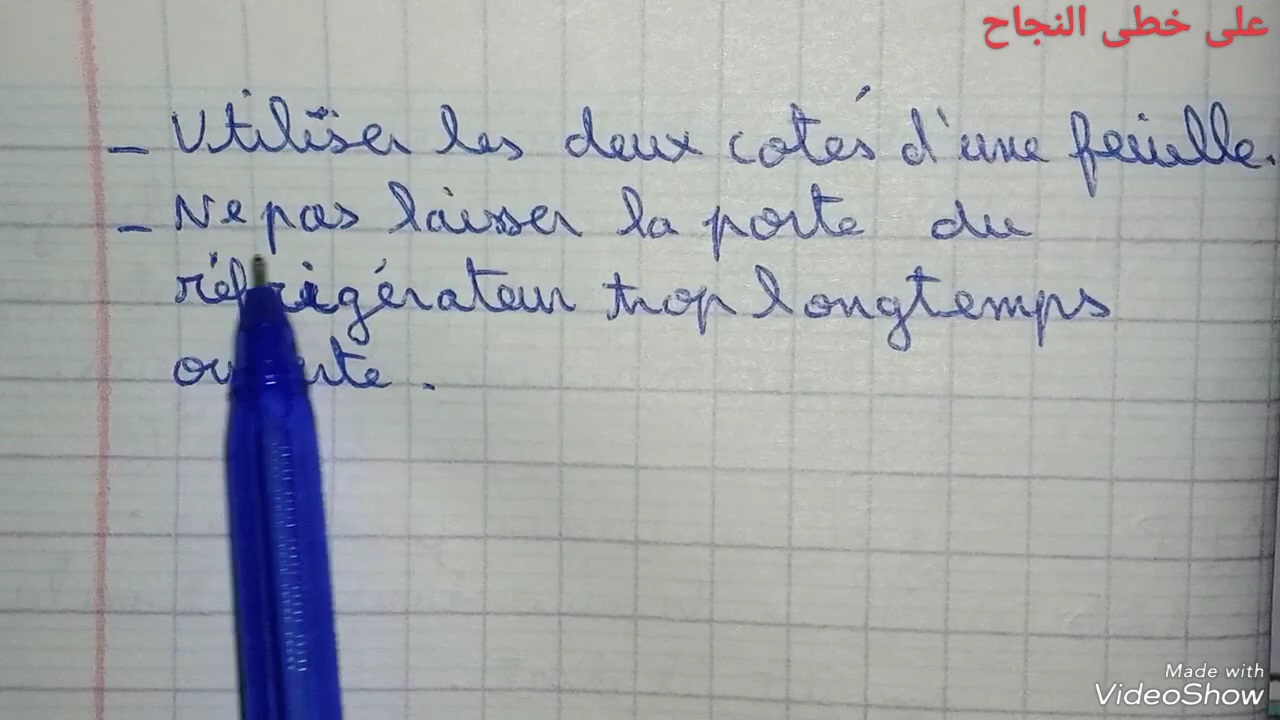 على خطى النجاح
- Utiliser les deux cotés d'une feuille.
- Ne pas laisser la porte du
réfrigérateur trop longtemps
ouverte.
Made with
VideoShow